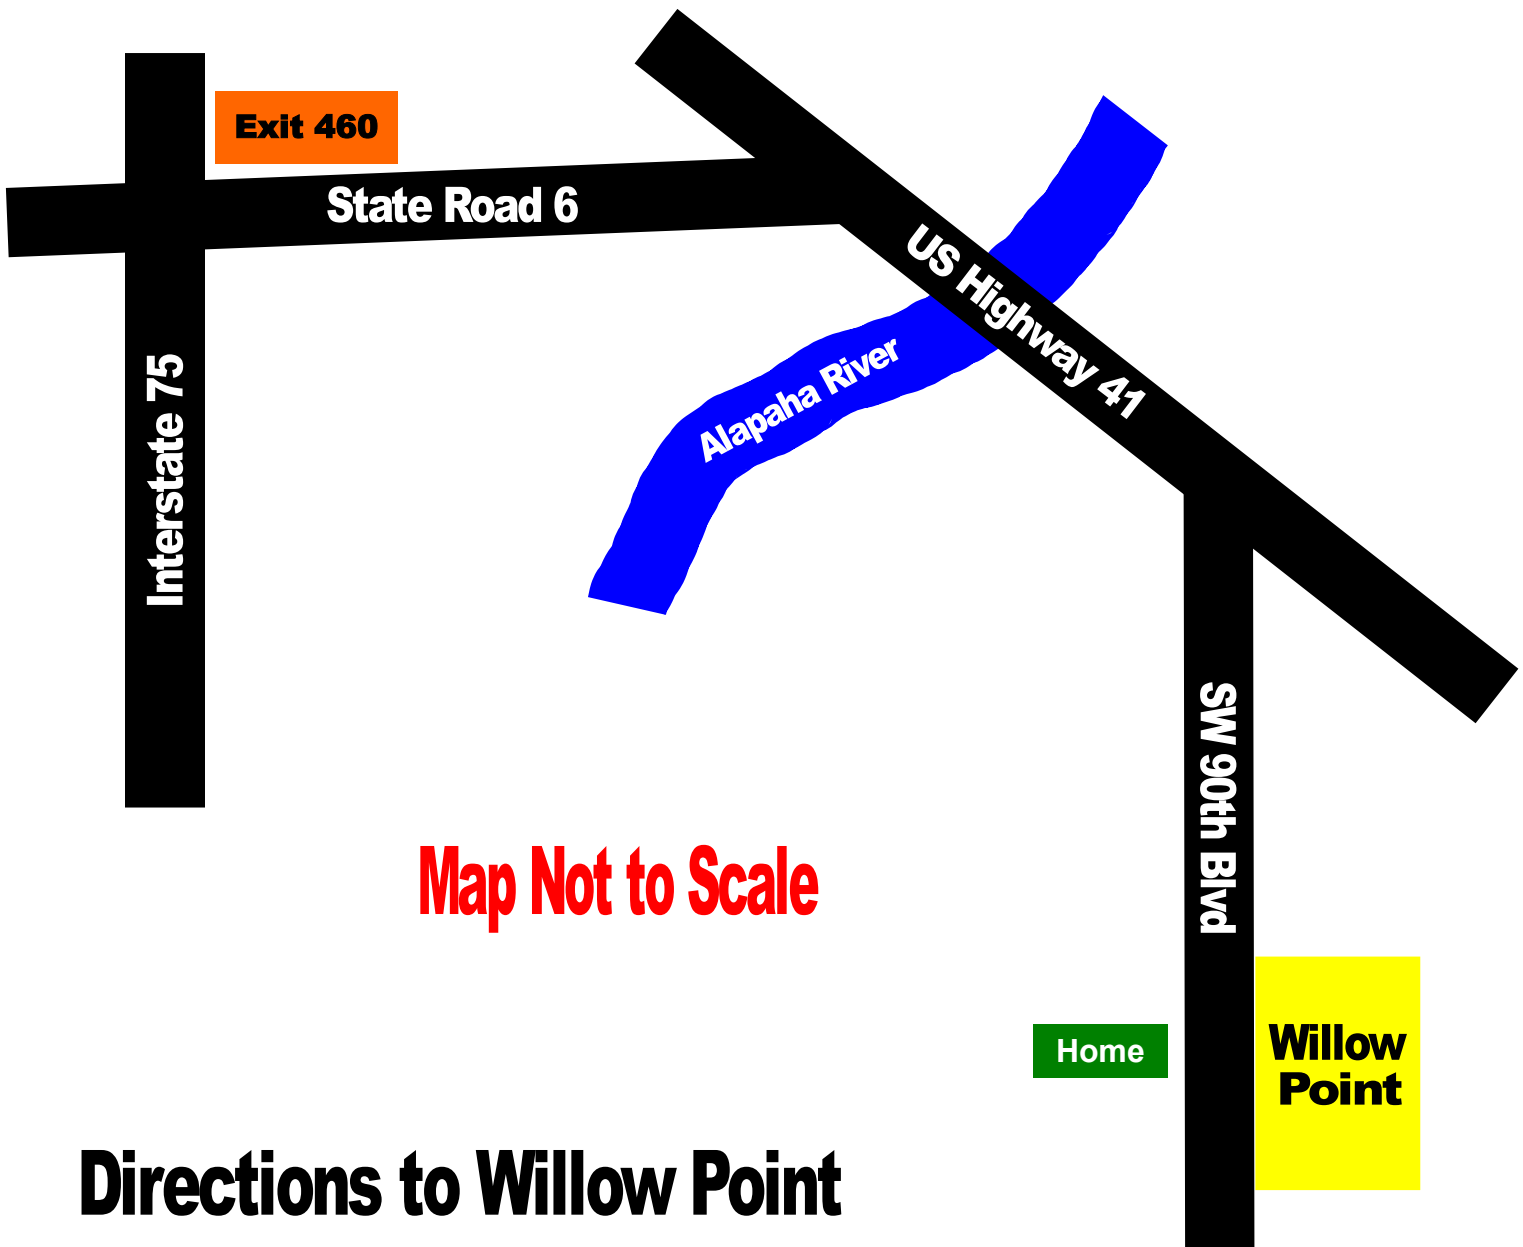 Exit 460
State Road 6
US Highway 41
Alapaha River
Interstate 75
SW 90th Blvd
Map Not to Scale
Home
Willow
Point
Directions to Willow Point